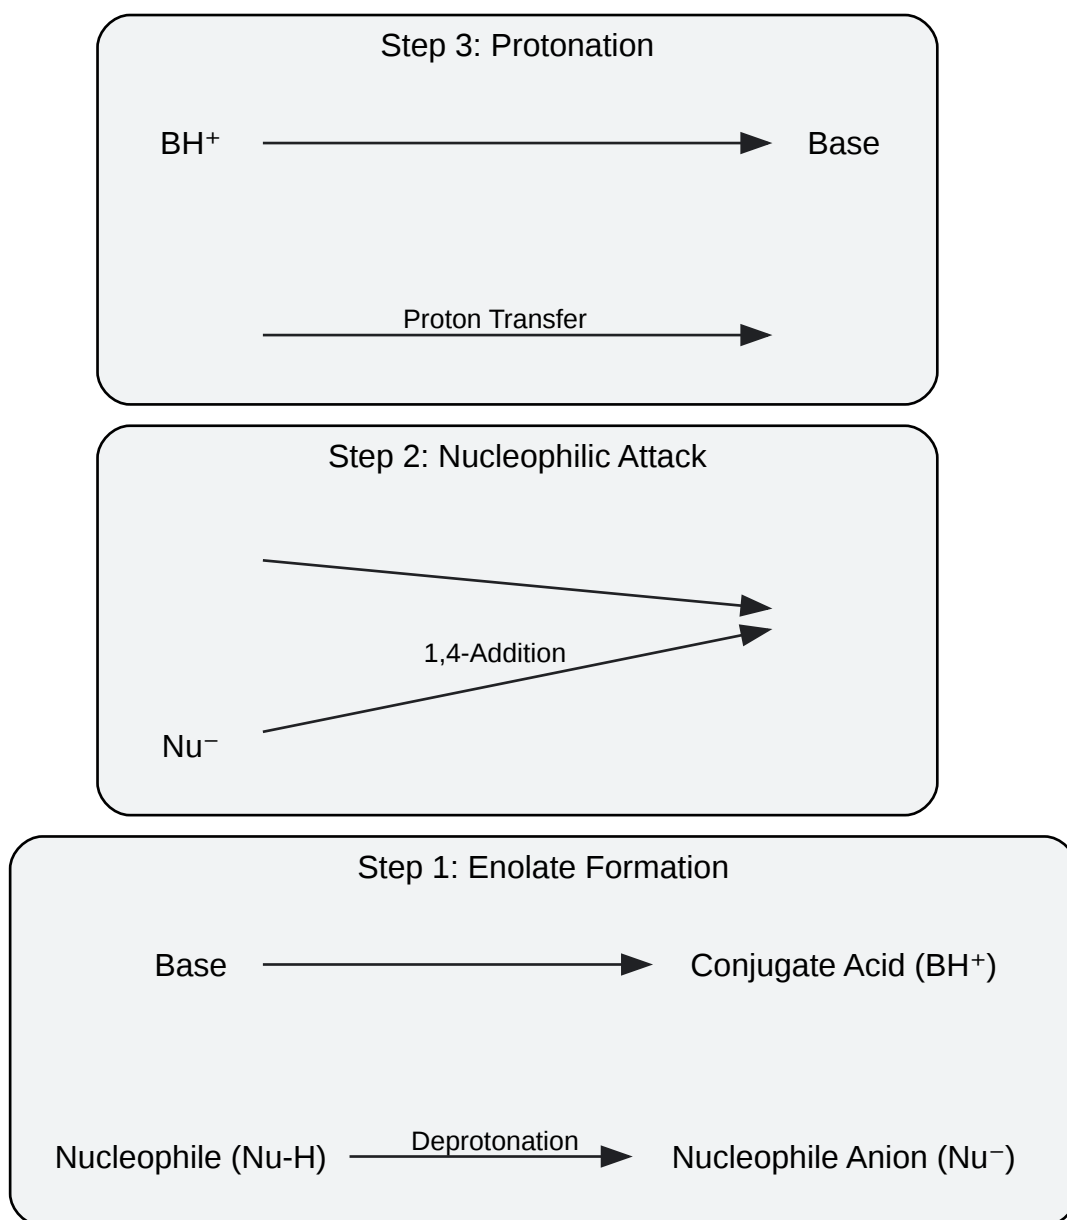 Step 3: Protonation
BH⁺
Base
Proton Transfer
Step 2: Nucleophilic Attack
1,4-Addition
Nu⁻
Step 1: Enolate Formation
Base
Conjugate Acid (BH⁺)
Deprotonation
Nucleophile (Nu-H)
Nucleophile Anion (Nu⁻)